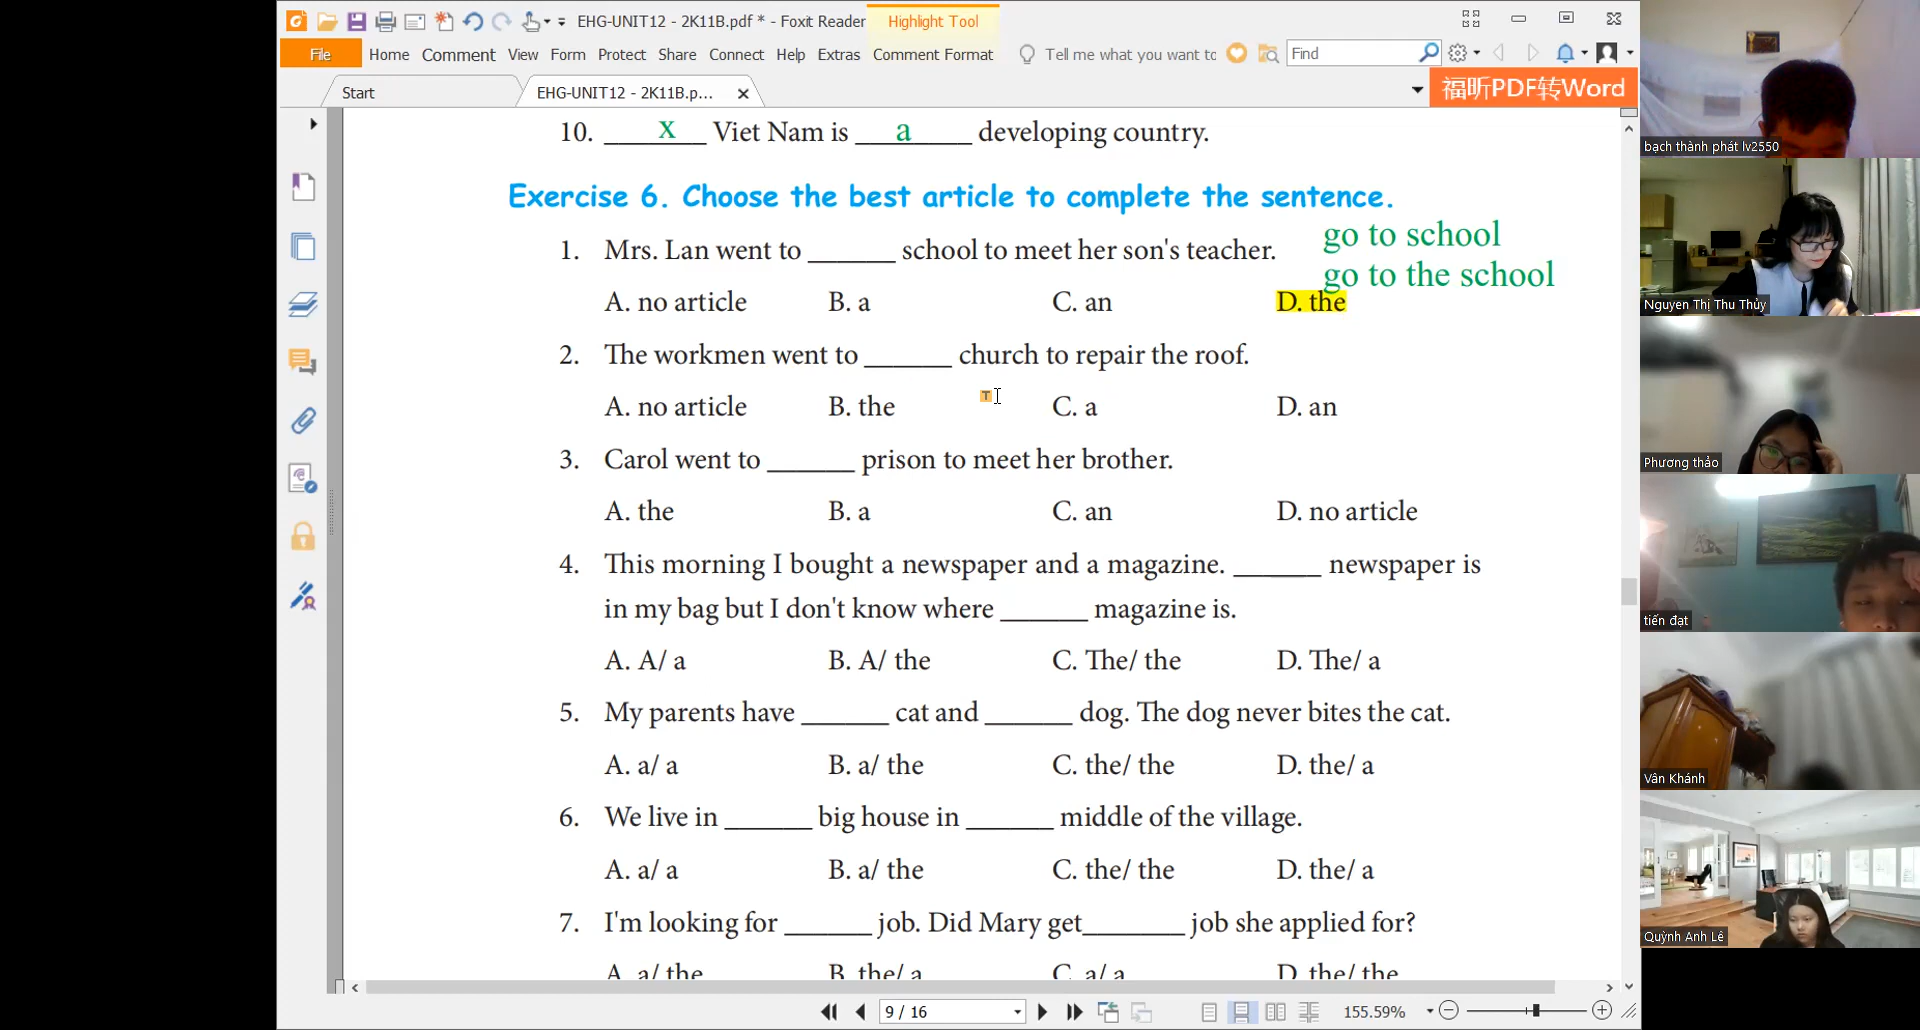 EHG-UNIT12 - 2K11B.pdf * - Foxit Reader
Highlight Tool
File Home Comment View Form Protect Share Connect Help Extras Comment Format Tell me what you want to Find
Start
EHG-UNIT12 - 2K11B.p...
福昕PDF转Word
10. _______ x Viet Nam is ________ a developing country.
Exercise 6. Choose the best article to complete the sentence.
go to school
1. Mrs. Lan went to ______ school to meet her son's teacher.
go to the school
A. no article B. a C. an D. the
2. The workmen went to ______ church to repair the roof.
A. no article B. the C. a D. an
3. Carol went to ______ prison to meet her brother.
A. the B. a C. an D. no article
4. This morning I bought a newspaper and a magazine. ______ newspaper is
in my bag but I don't know where ______ magazine is.
A. A/ a B. A/ the C. The/ the D. The/ a
5. My parents have ______ cat and ______ dog. The dog never bites the cat.
A. a/ a B. a/ the C. the/ the D. the/ a
6. We live in ______ big house in ______ middle of the village.
A. a/ a B. a/ the C. the/ the D. the/ a
7. I'm looking for ______ job. Did Mary get_______ job she applied for?
A. a/ the B. the/ a C. a/ a D. the/ the
9 / 16
155.59%
bạch thành phát lv2550
Nguyen Thị Thu Thủy
Phương thảo
tiến đạt
Vân Khánh
Quỳnh Anh Lê